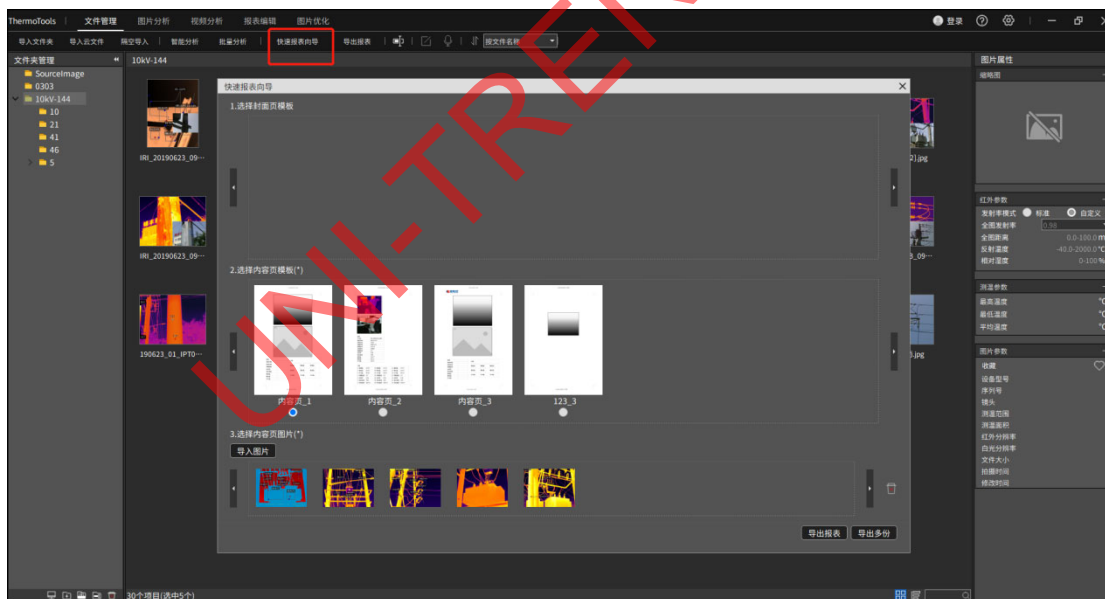 ThermoTools 文件管理 图片分析 视频分析 报表编辑 图片优化 登录
导入文件夹 导入云文件 隔空导入 智能分析 批量分析 快速报表向导 导出报表 按文件名称
文件夹管理 10kV-144 图片属性
SourceImage
0303
10kV-144
10
21
41
46
5
缩略图
快速报表向导
1.选择封面页模板
IRI_20190623_09…
IRI_20190623_09…
190623_01_IPT0…
2.选择内容页模板(*)
内容页_1 内容页_2 内容页_3 123_3
3.选择内容页图片(*)
导入图片
导出报表 导出多份
红外参数
发射率模式 标准 自定义
全图发射率 0.98
全图距离 0.0-100.0 m
反射温度 -40.0-2000.0 ℃
相对湿度 0-100 %
测温参数
最高温度 ℃
最低温度 ℃
平均温度 ℃
图片参数
收藏
设备型号
序列号
镜头
测温范围
测温面积
红外分辨率
白光分辨率
文件大小
拍摄时间
修改时间
30个项目(选中5个)
UNI-TREN